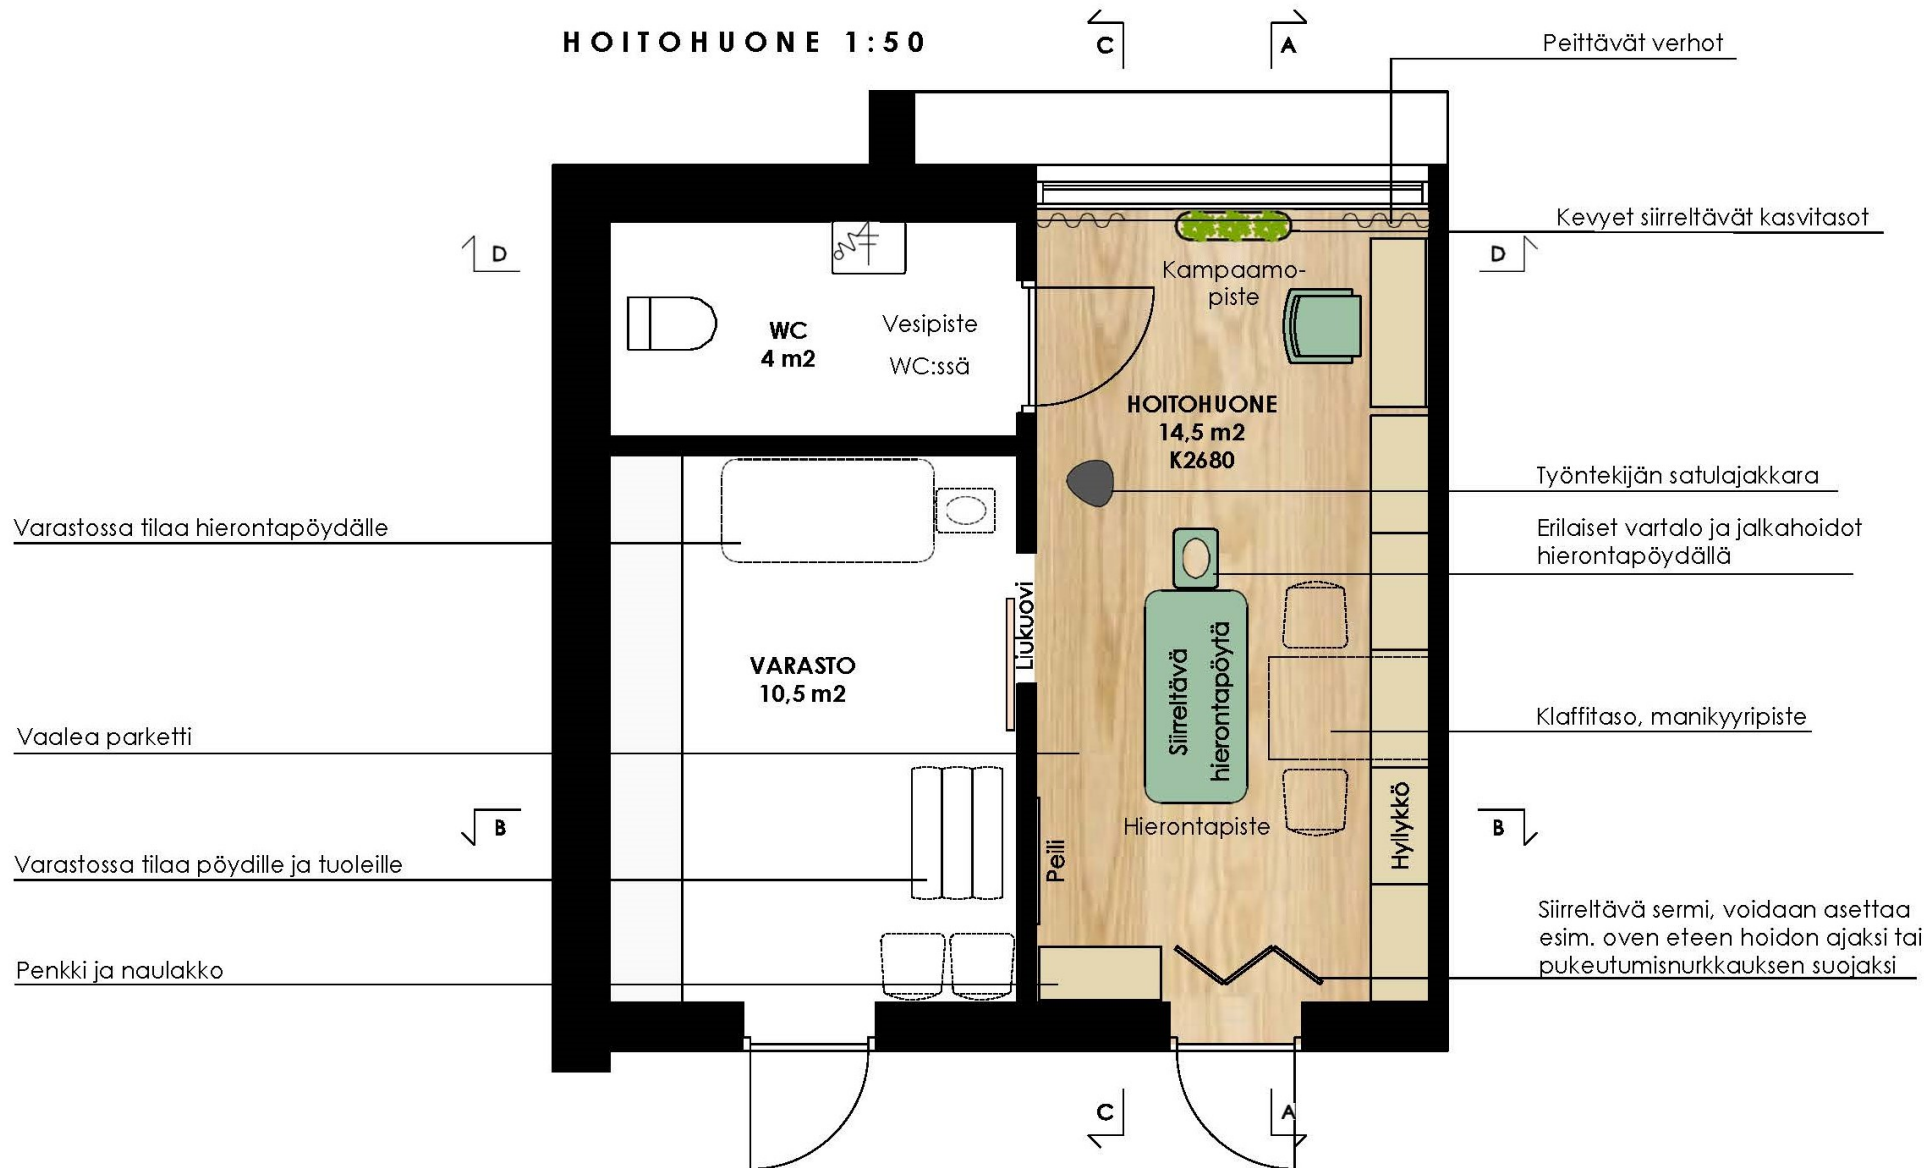 HOITOHUONE 1:50
C
A
Peittävät verhot
Kevyet siirreltävät kasvitasot
D
D
Kampaamo-
piste
WC
4 m2
Vesipiste
WC:ssä
HOITOHUONE
14,5 m2
K2680
Työntekijän satulajakkara
Varastossa tilaa hierontapöydälle
Erilaiset vartalo ja jalkahoidot
hierontapöydällä
Liukuovi
VARASTO
10,5 m2
Siirreltävä
hierontapöytä
Vaalea parketti
Klaffitaso, manikyyripiste
B
B
Hierontapiste
Hyllykkö
Peili
Varastossa tilaa pöydille ja tuoleille
Siirreltävä sermi, voidaan asettaa
esim. oven eteen hoidon ajaksi tai
pukeutumisnurkkauksen suojaksi
Penkki ja naulakko
C
A